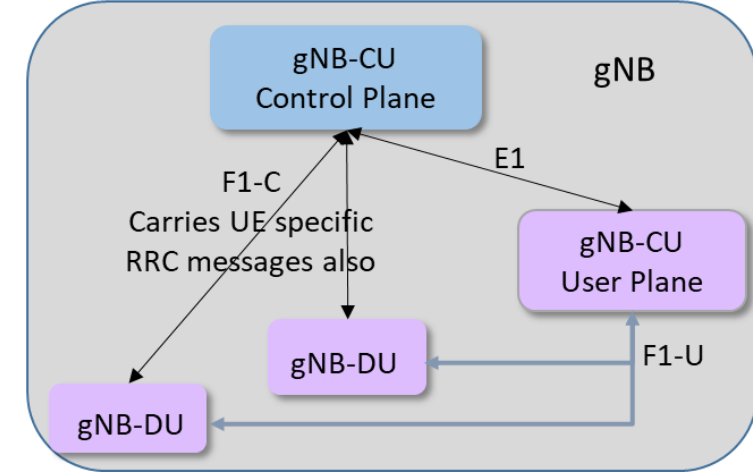 gNB-CU
Control Plane
gNB
E1
F1-C
Carries UE specific
RRC messages also
gNB-CU
User Plane
gNB-DU
F1-U
gNB-DU